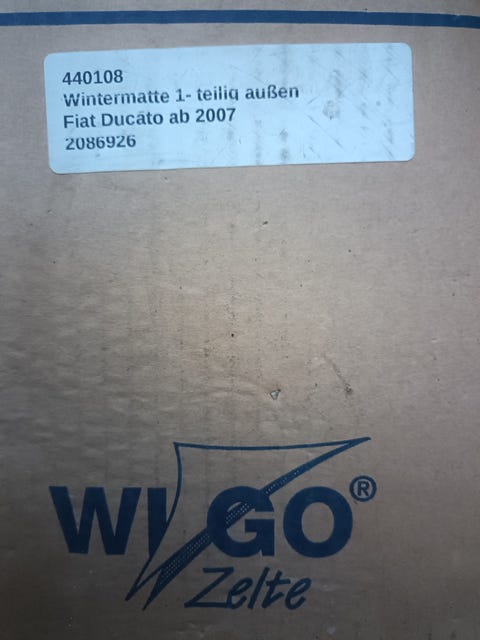 440108
Wintermatte 1- teilig außen
Fiat Ducato ab 2007
2086926
WIGO®
Zelte